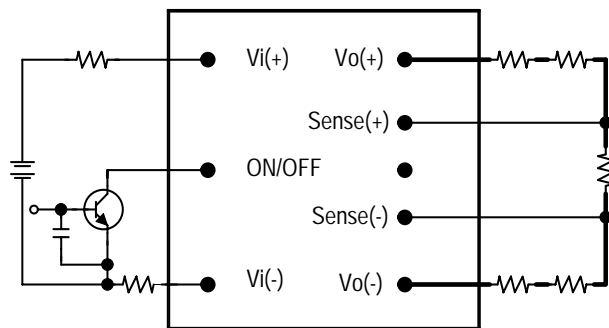 Vi(+) Vo(+)
Sense(+)
ON/OFF
Sense(-)
Vi(-) Vo(-)